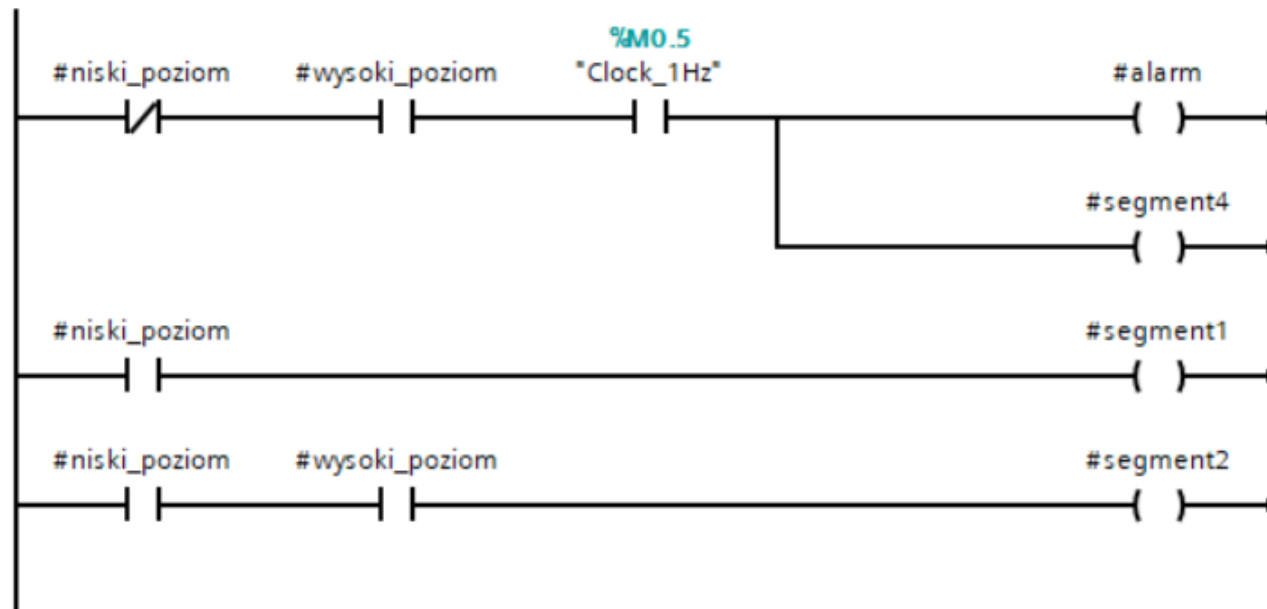 %M0.5
#niski_poziom #wysoki_poziom "Clock_1Hz" #alarm
#segment4
#niski_poziom #segment1
#niski_poziom #wysoki_poziom #segment2